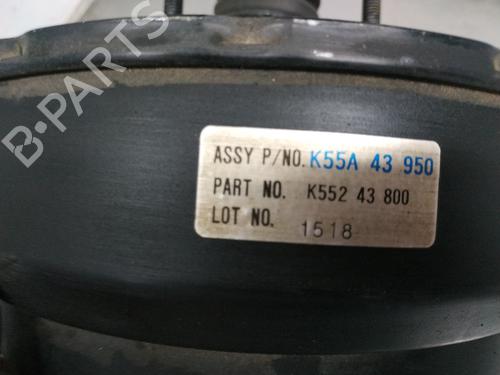 B-PARTS
ASSY P/NO. K55A 43 950
PART NO. K552 43 800
LOT NO. 1518